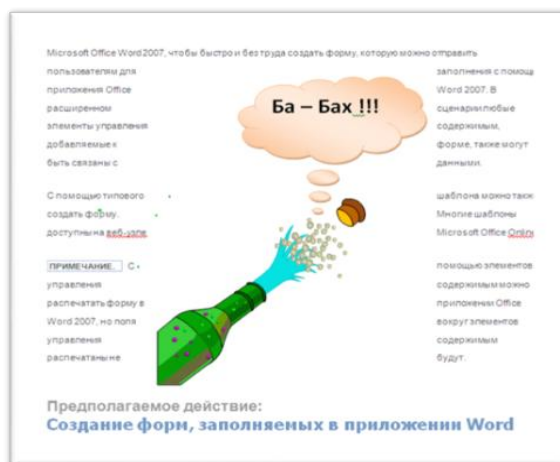 Microsoft Office Word 2007, чтобы быстро и без труда создать форму, которую можно отправить
пользователям для заполнения с помощь
приложения Office Word 2007. В
расширенном сценарии любые
элементы управления содержимым,
добавляемые к форме, также могут
быть связаны с данными.
Ба – Бах !!!
С помощью типового шаблона можно такж
создать форму. Многие шаблоны
доступны на веб-узле Microsoft Office Onlin
ПРИМЕЧАНИЕ. С помощью элементов
управления содержимым можно
распечатать форму в приложении Office
Word 2007, но поля вокруг элементов
управления содержимым
распечатаны не будут.
Предполагаемое действие:
Создание форм, заполняемых в приложении Word